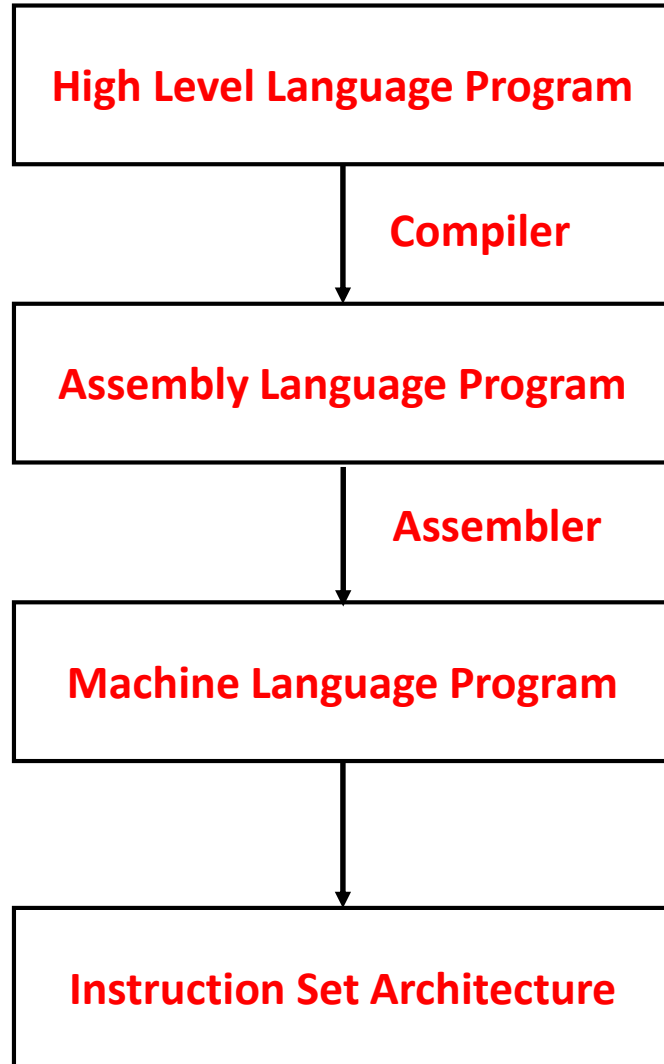 High Level Language Program
Compiler
Assembly Language Program
Assembler
Machine Language Program
Instruction Set Architecture